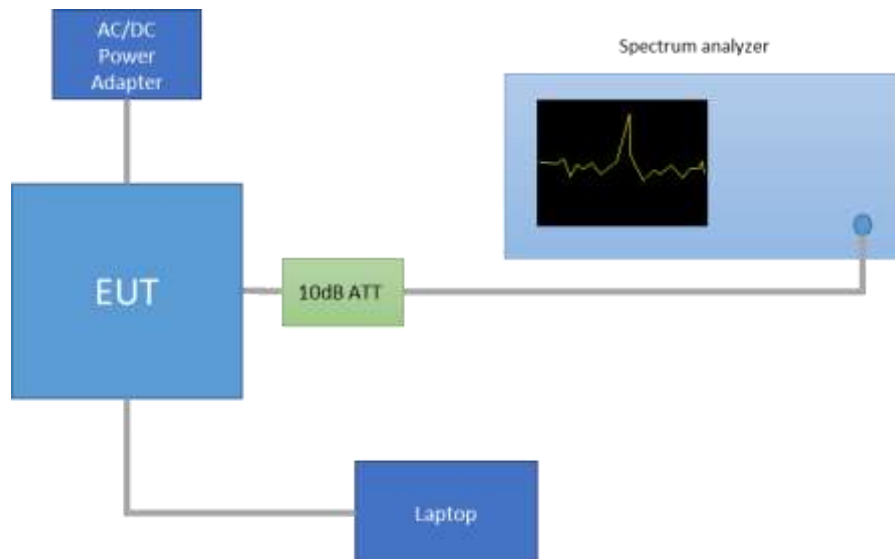 AC/DC
Power
Adapter
Spectrum analyzer
EUT
10dB ATT
Laptop